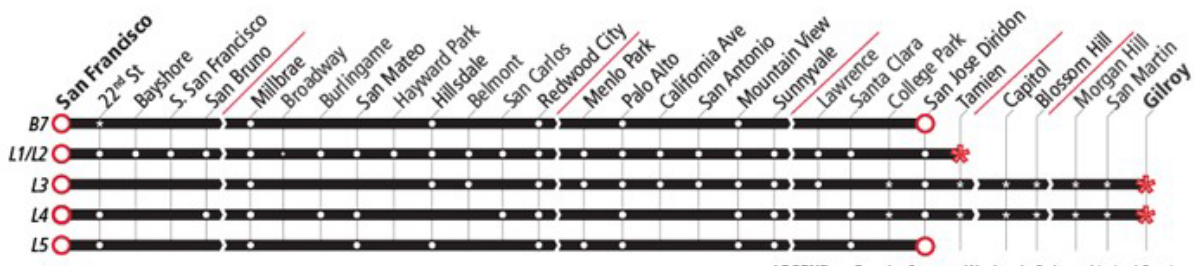 San Francisco
22nd St
Bayshore
S. San Francisco
San Bruno
Millbrae
Broadway
Burlingame
San Mateo
Hayward Park
Hillsdale
Belmont
San Carlos
Redwood City
Menlo Park
Palo Alto
California Ave
San Antonio
Mountain View
Sunnyvale
Lawrence
Santa Clara
College Park
San Jose Diridon
Tamien
Capitol
Blossom Hill
Morgan Hill
San Martin
Gilroy
B7
L1/L2
L3
L4
L5